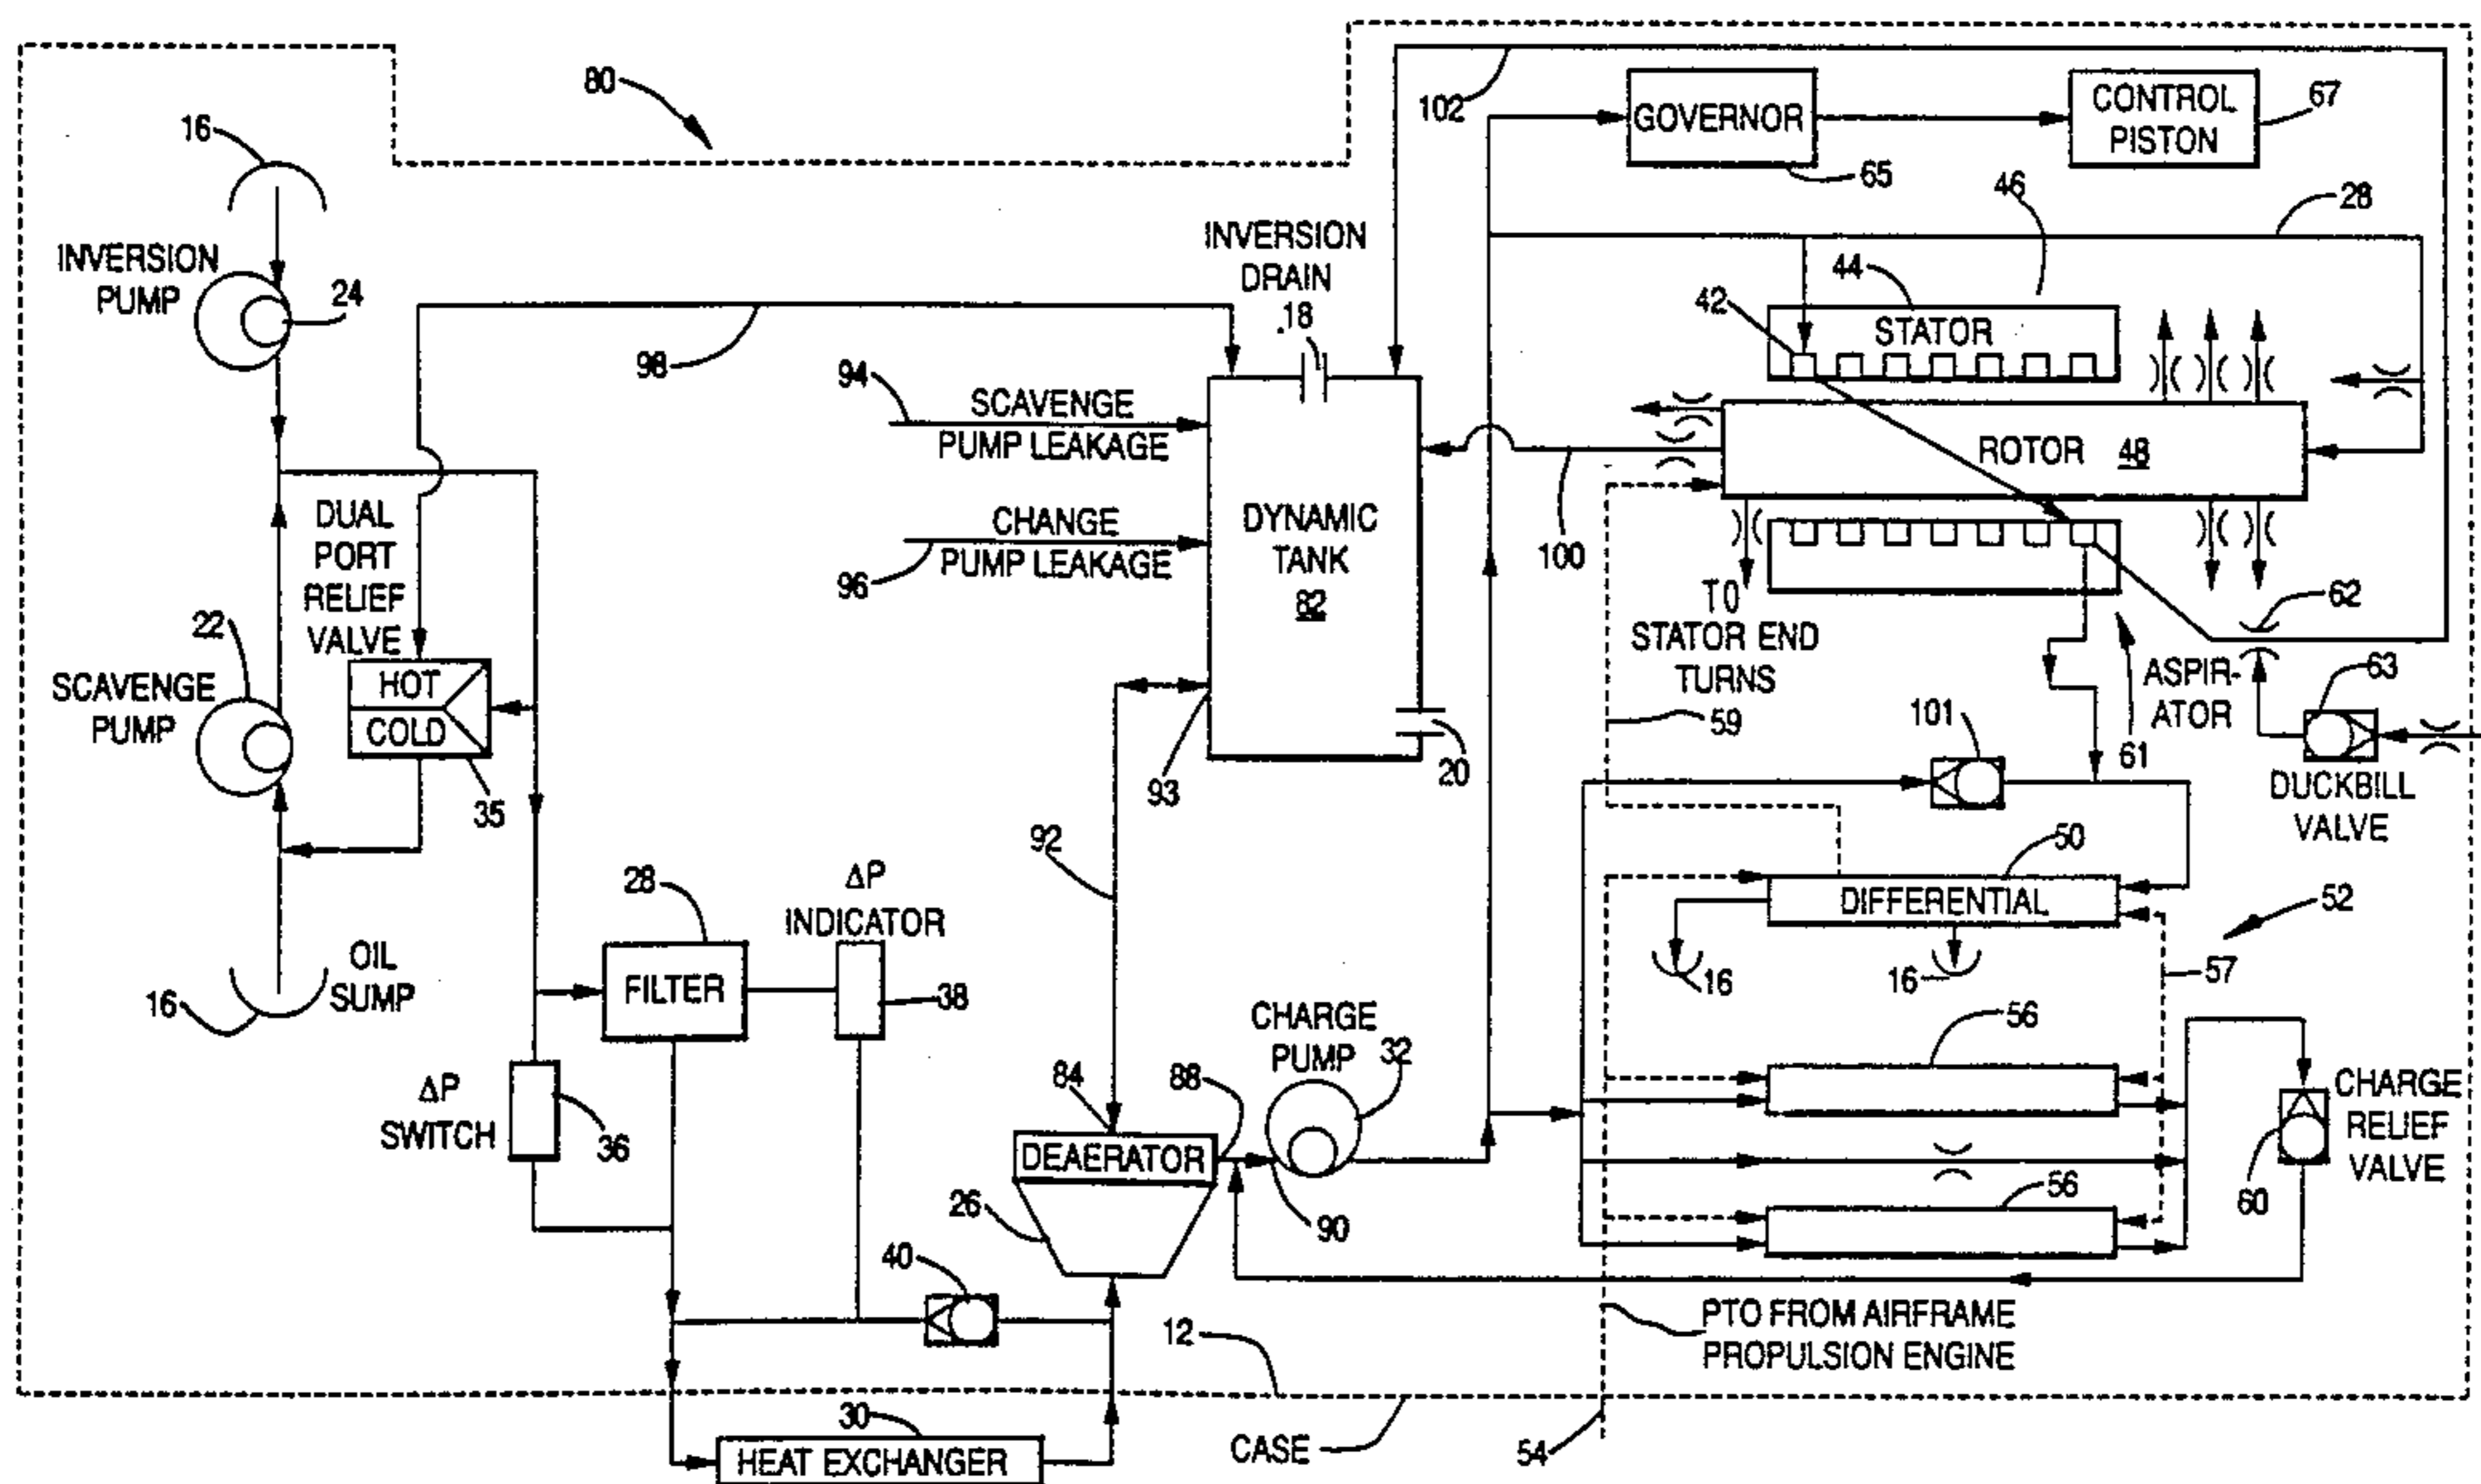 80
102
GOVERNOR
65
CONTROL
PISTON
67
16
INVERSION
PUMP
24
98
INVERSION
DRAIN
18
46
28
44
42
STATOR
94
SCAVENGE
PUMP LEAKAGE
ROTOR 48
DUAL
PORT
RELIEF
VALVE
CHANGE
PUMP LEAKAGE
96
DYNAMIC
TANK
82
100
TO
STATOR END
TURNS
62
22
SCAVENGE
PUMP
HOT
COLD
35
93
20
59
101
ASPIR-
ATOR
61
63
DUCKBILL
VALVE
92
50
DIFFERENTIAL
52
16
16
57
OIL
SUMP
16
28
FILTER
ΔP
INDICATOR
38
CHARGE
PUMP
32
56
ΔP
SWITCH
36
84
DEAERATOR
88
90
26
56
CHARGE
RELIEF
VALVE
60
40
12
PTO FROM AIRFRAME
PROPULSION ENGINE
30
HEAT EXCHANGER
CASE
54